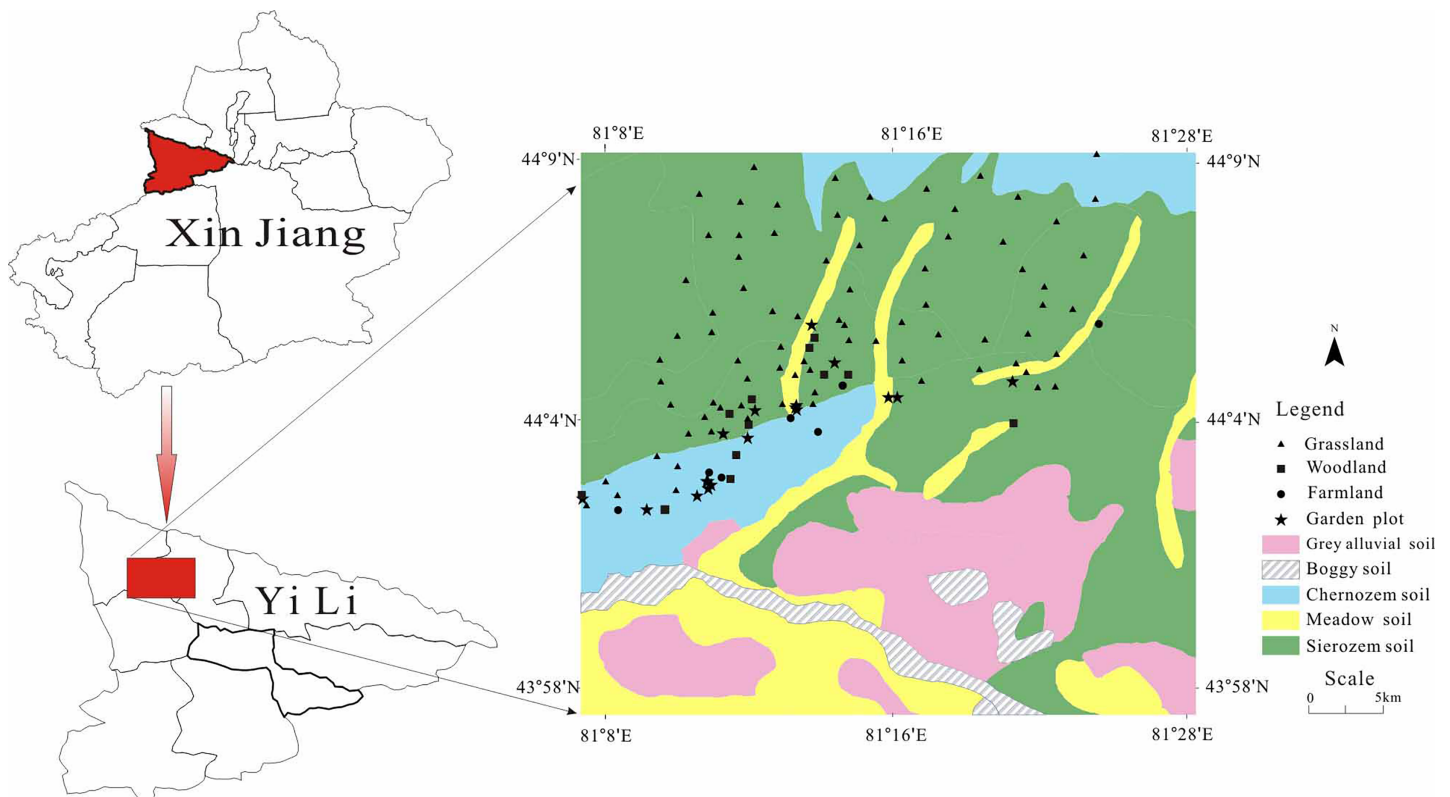 Xin Jiang
Yi Li
81°8'E 81°16'E 81°28'E
44°9'N 44°9'N
44°4'N 44°4'N
43°58'N 43°58'N
81°8'E 81°16'E 81°28'E
N
Legend
Grassland
Woodland
Farmland
Garden plot
Grey alluvial soil
Boggy soil
Chernozem soil
Meadow soil
Sierozem soil
Scale
0 5km